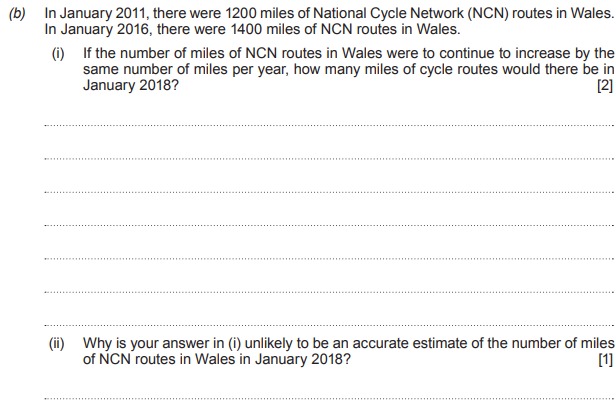 (b) In January 2011, there were 1200 miles of National Cycle Network (NCN) routes in Wales.
In January 2016, there were 1400 miles of NCN routes in Wales.
(i) If the number of miles of NCN routes in Wales were to continue to increase by the
same number of miles per year, how many miles of cycle routes would there be in
January 2018? [2]
(ii) Why is your answer in (i) unlikely to be an accurate estimate of the number of miles
of NCN routes in Wales in January 2018? [1]